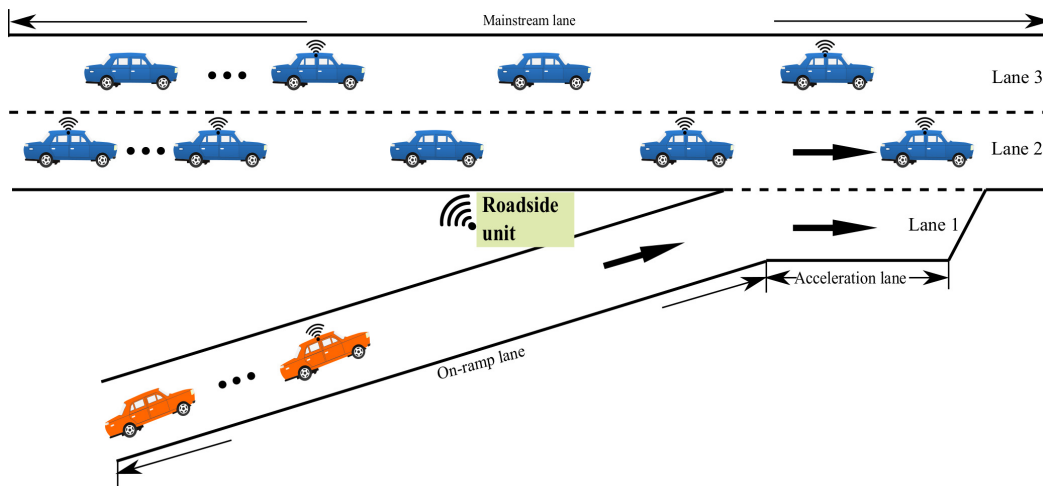 Mainstream lane
Lane 3
Lane 2
Roadside
unit
Lane 1
Acceleration lane
On-ramp lane